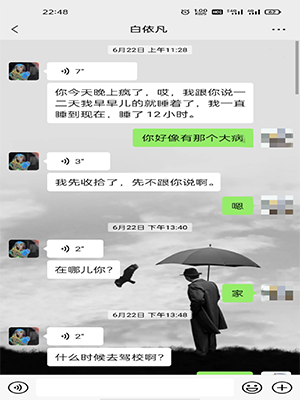 22:48
白依凡
6月22日 上午11:28
7"
你今天晚上疯了，哎，我跟你说一
二天我早早儿的就睡着了，我一直
睡到现在，睡了12小时。
你好像有那个大病
3"
我先收拾了，先不跟你说啊。
嗯
6月22日 下午13:40
2"
在哪儿你？
家
6月22日 下午13:48
2"
什么时候去驾校啊？